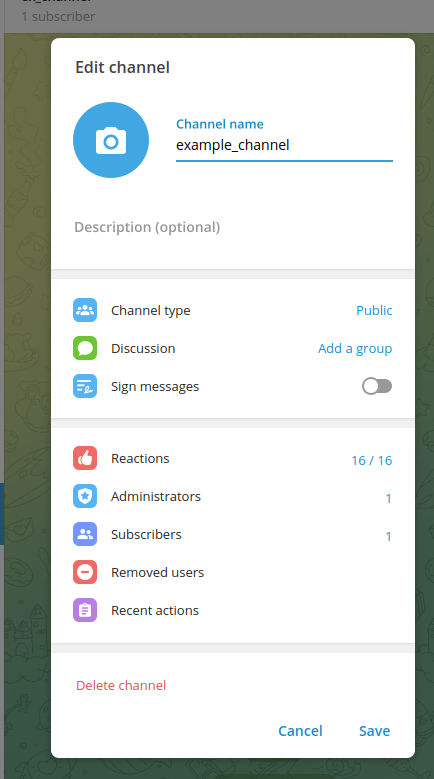 1 subscriber
Edit channel
Channel name
example_channel
Description (optional)
Channel type Public
Discussion Add a group
Sign messages
Reactions 16 / 16
Administrators 1
Subscribers 1
Removed users
Recent actions
Delete channel
Cancel Save